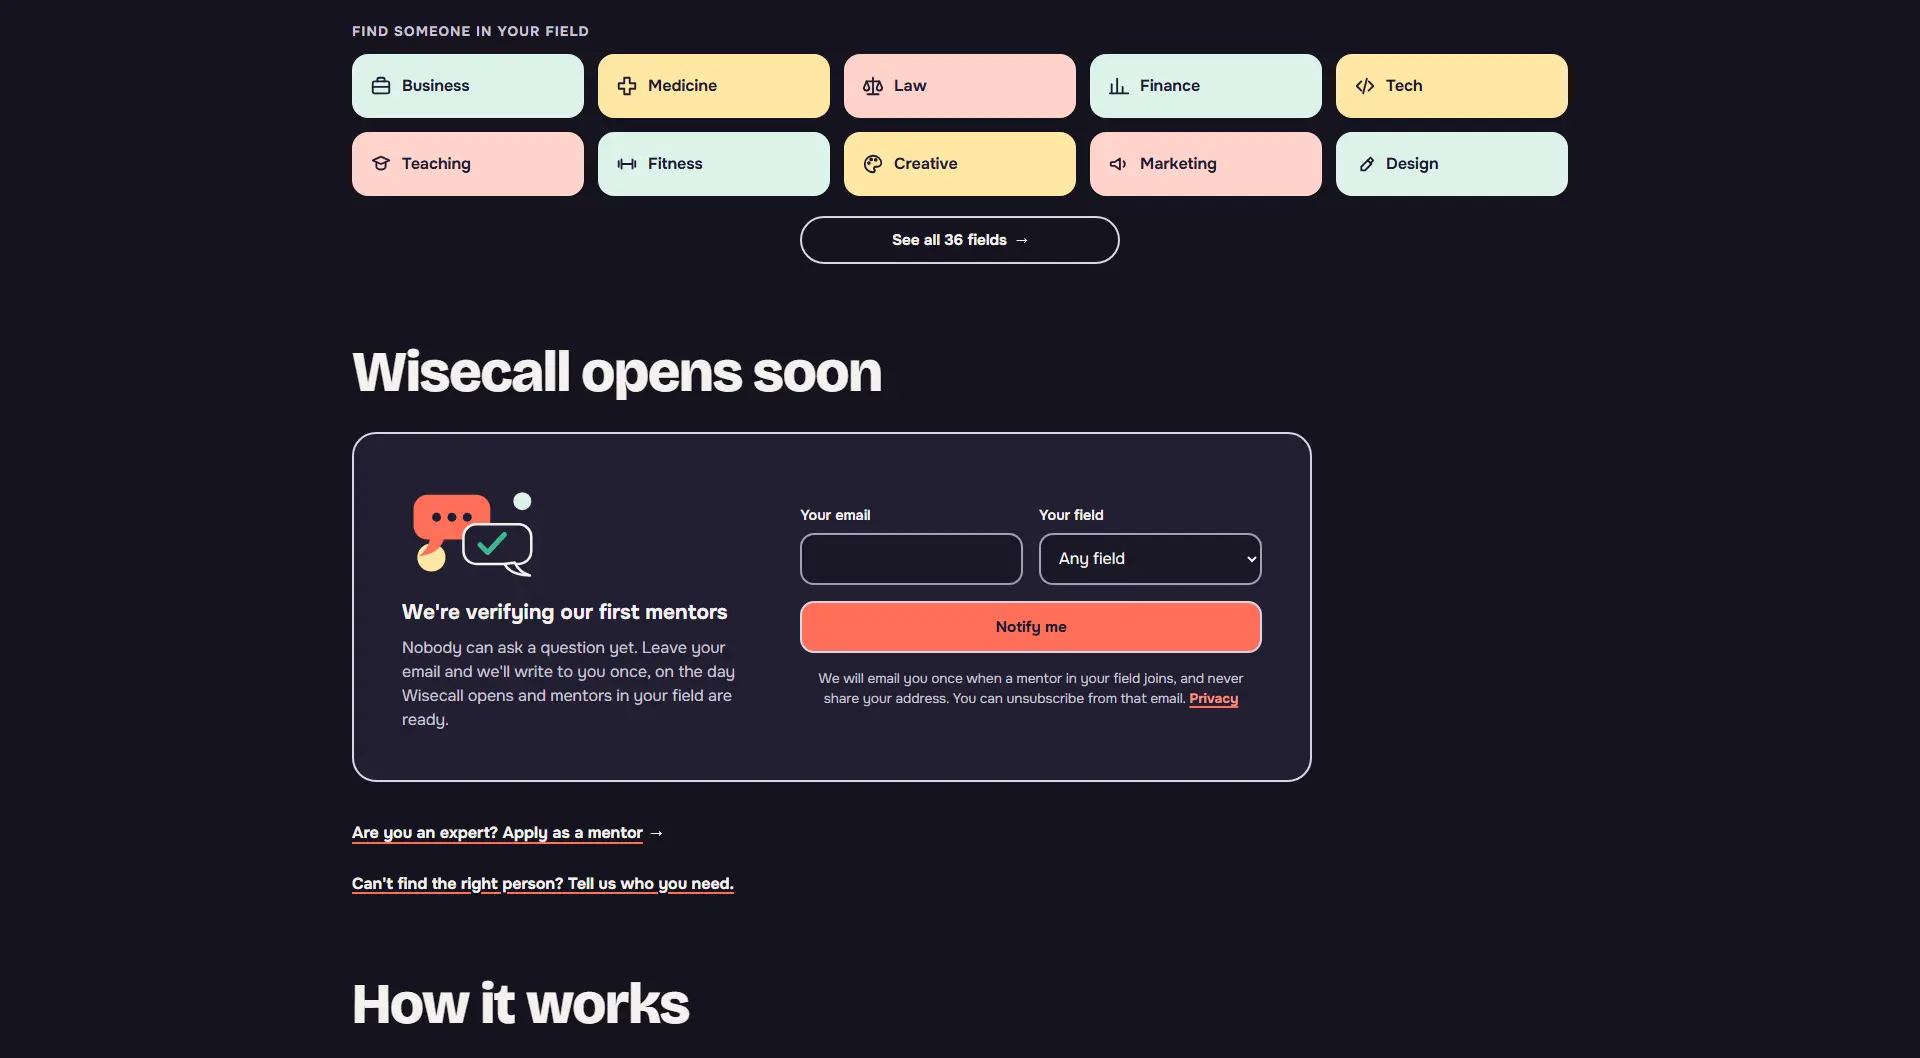 FIND SOMEONE IN YOUR FIELD
Business
Medicine
Law
Finance
Tech
Teaching
Fitness
Creative
Marketing
Design
See all 36 fields →
Wisecall opens soon
We're verifying our first mentors
Nobody can ask a question yet. Leave your
email and we'll write to you once, on the day
Wisecall opens and mentors in your field are
ready.
Your email
Your field
Any field
Notify me
We will email you once when a mentor in your field joins, and never
share your address. You can unsubscribe from that email. Privacy
Are you an expert? Apply as a mentor →
Can't find the right person? Tell us who you need.
How it works